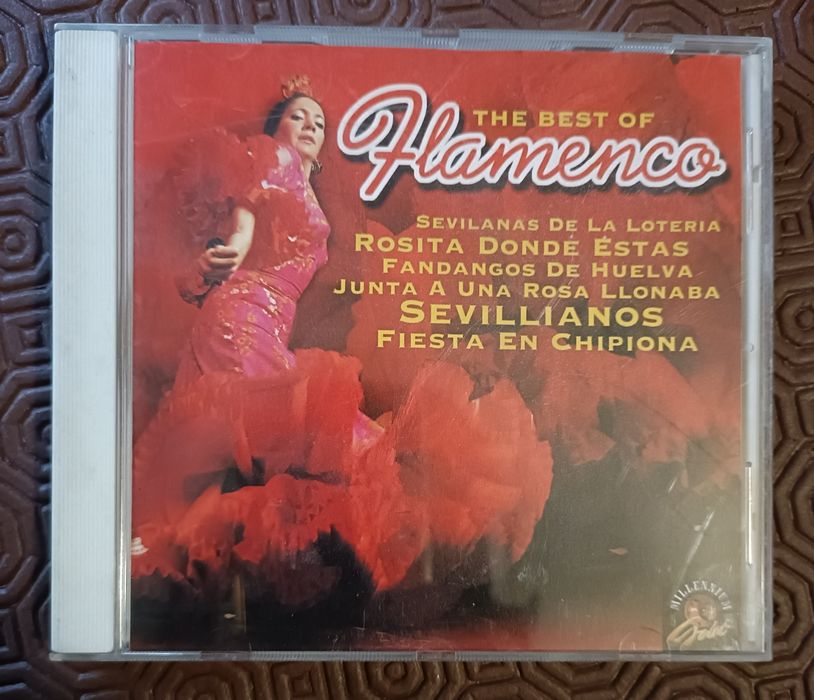 THE BEST OF
Flamenco
SEVILANAS DE LA LOTERIA
ROSITA DONDE ÉSTAS
FANDANGOS DE HUELVA
JUNTA A UNA ROSA LLONABA
SEVILLIANOS
FIESTA EN CHIPIONA
MILLENNIUM
Gold